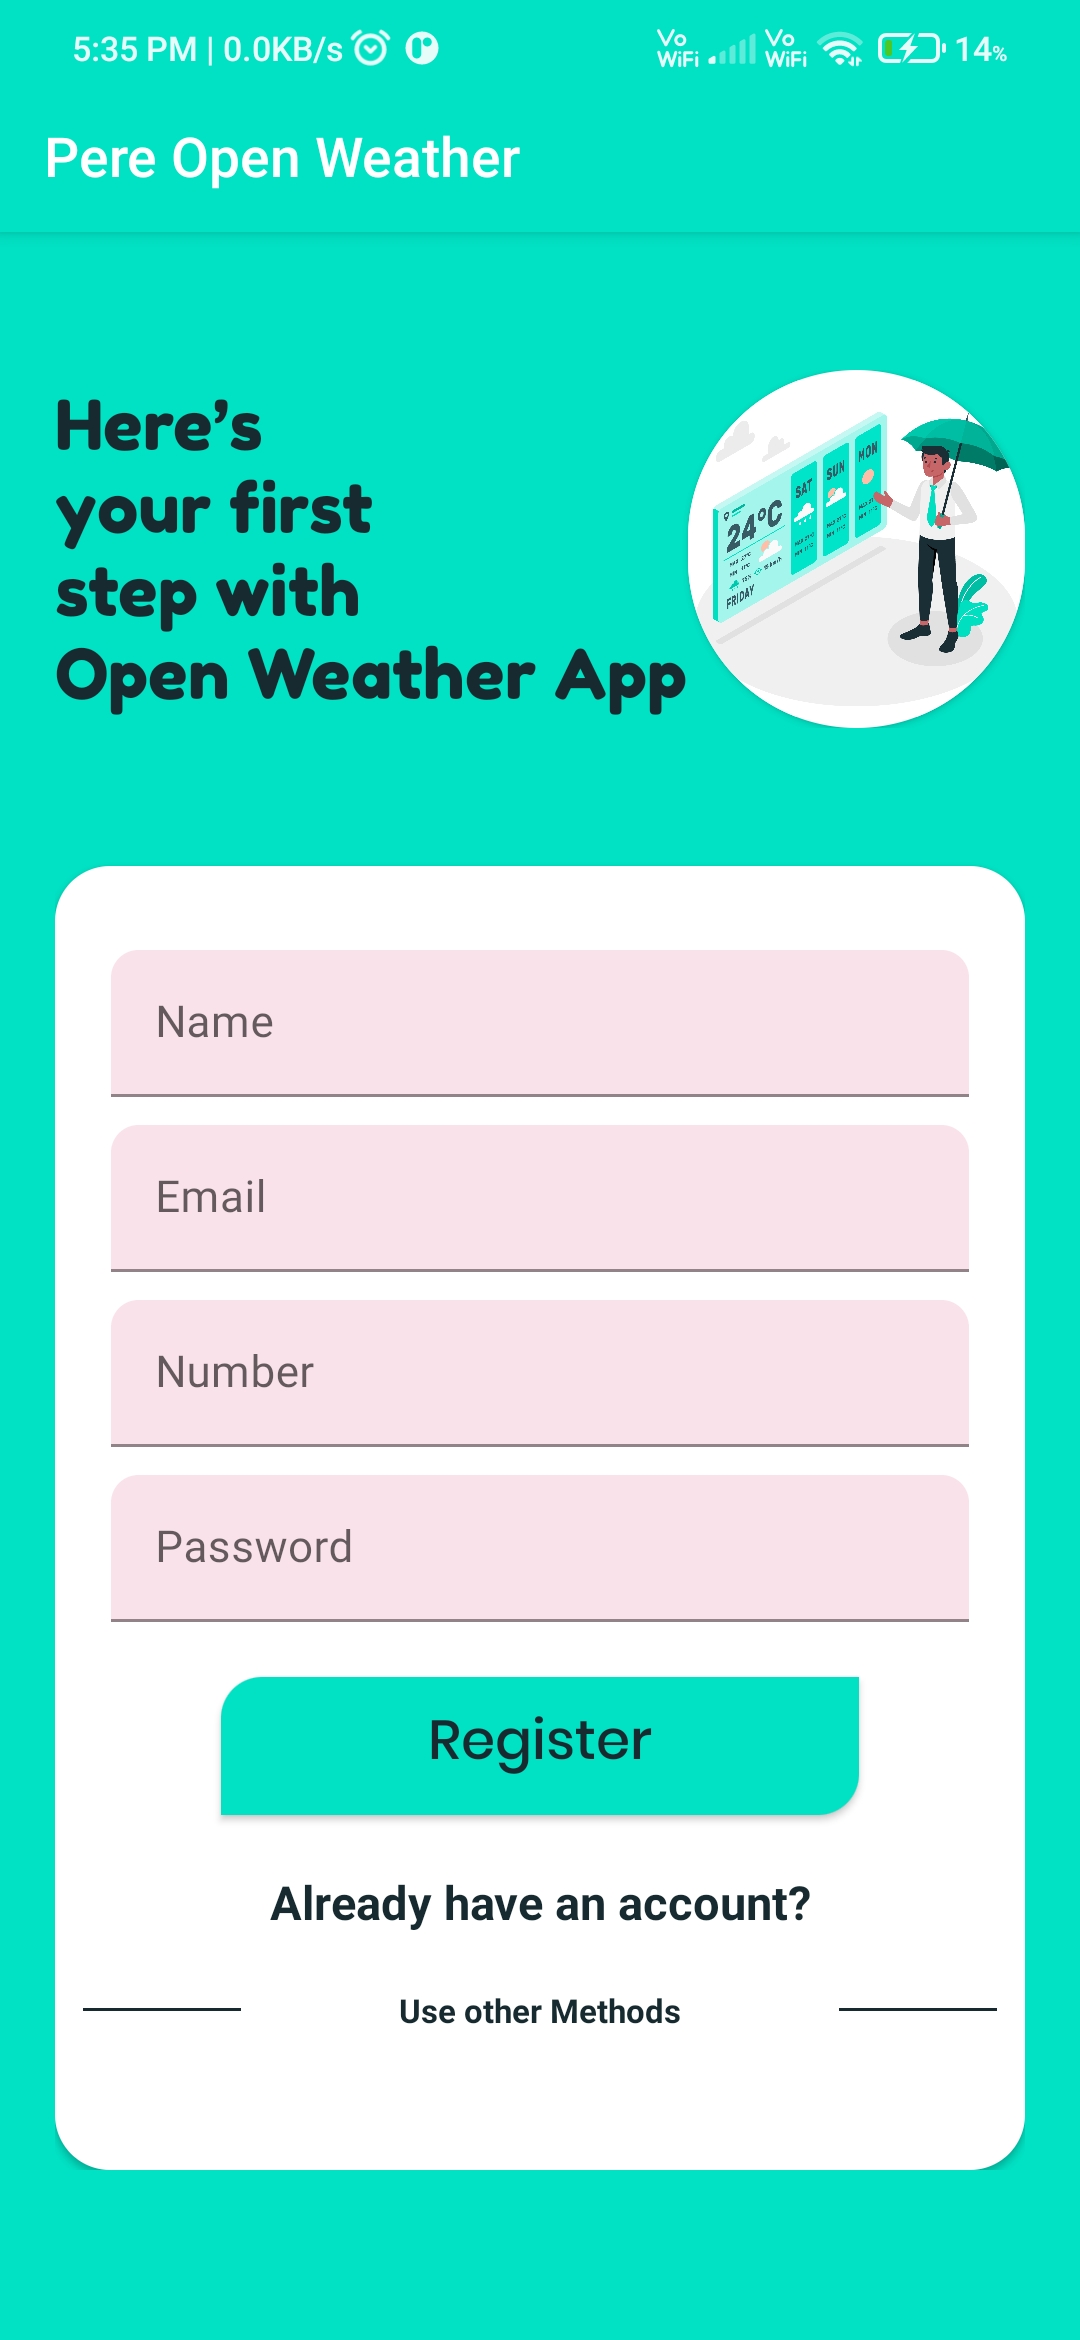 5:35 PM | 0.0KB/s
Vo WiFi Vo WiFi 14%
Pere Open Weather
Here’s
your first
step with
Open Weather App
24°C
SAT
SUN
MON
FRIDAY
Name
Email
Number
Password
Register
Already have an account?
Use other Methods